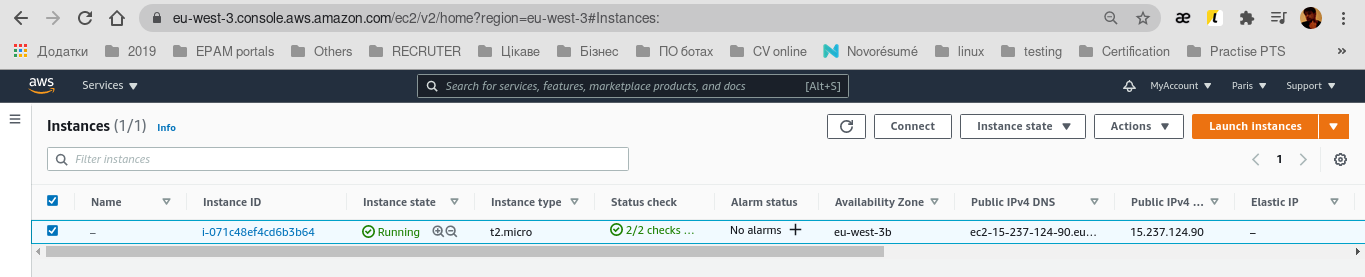 eu-west-3.console.aws.amazon.com/ec2/v2/home?region=eu-west-3#Instances:
Додатки 2019 EPAM portals Others RECRUTER Цікаве Бізнес ПО ботах CV online Novorésumé linux testing Certification Practise PTS »
aws Services Search for services, features, marketplace products, and docs [Alt+S] MyAccount Paris Support
Instances (1/1) Info Connect Instance state Actions Launch instances
Filter instances 1
Name Instance ID Instance state Instance type Status check Alarm status Availability Zone Public IPv4 DNS Public IPv4 ... Elastic IP
– i-071c48ef4cd6b3b64 Running t2.micro 2/2 checks ... No alarms + eu-west-3b ec2-15-237-124-90.eu... 15.237.124.90 –